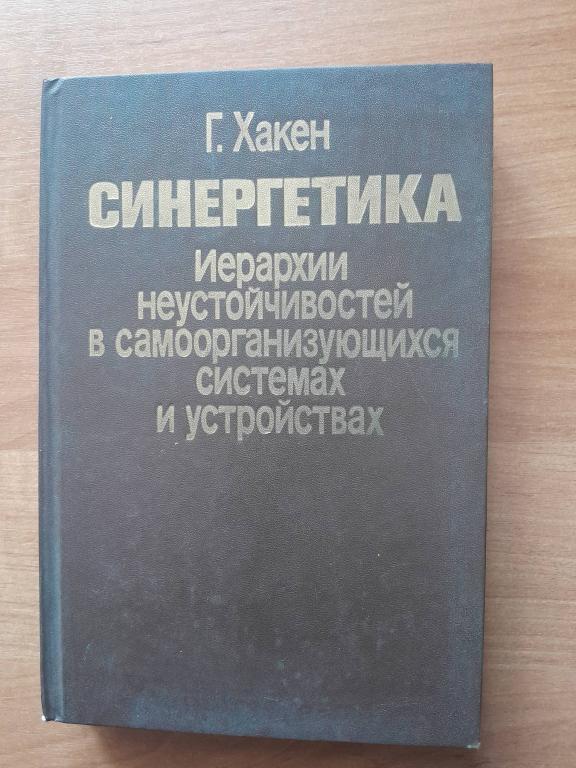 Г. Хакен
СИНЕРГЕТИКА
Иерархии
неустойчивостей
в самоорганизующихся
системах
и устройствах